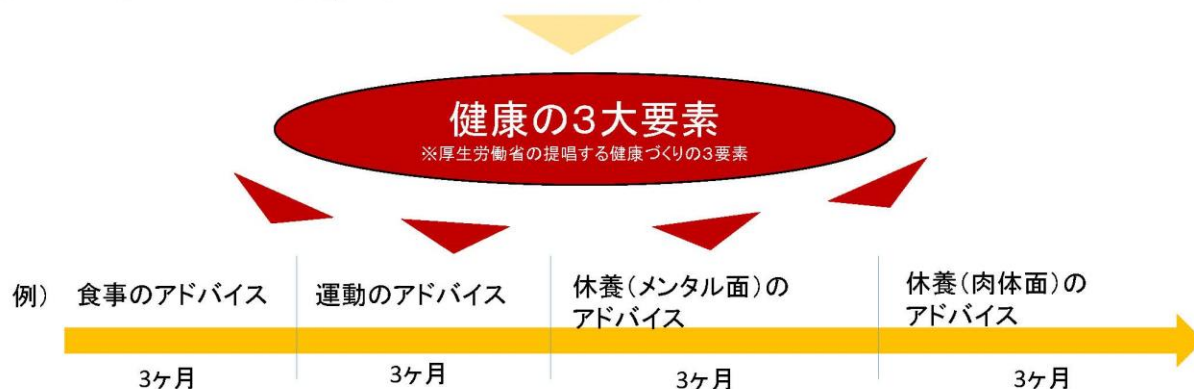 健康の3大要素
※厚生労働省の提唱する健康づくりの3要素
例) 食事のアドバイス 運動のアドバイス 休養(メンタル面)の 休養(肉体面)の
アドバイス アドバイス
3ヶ月 3ヶ月 3ヶ月 3ヶ月